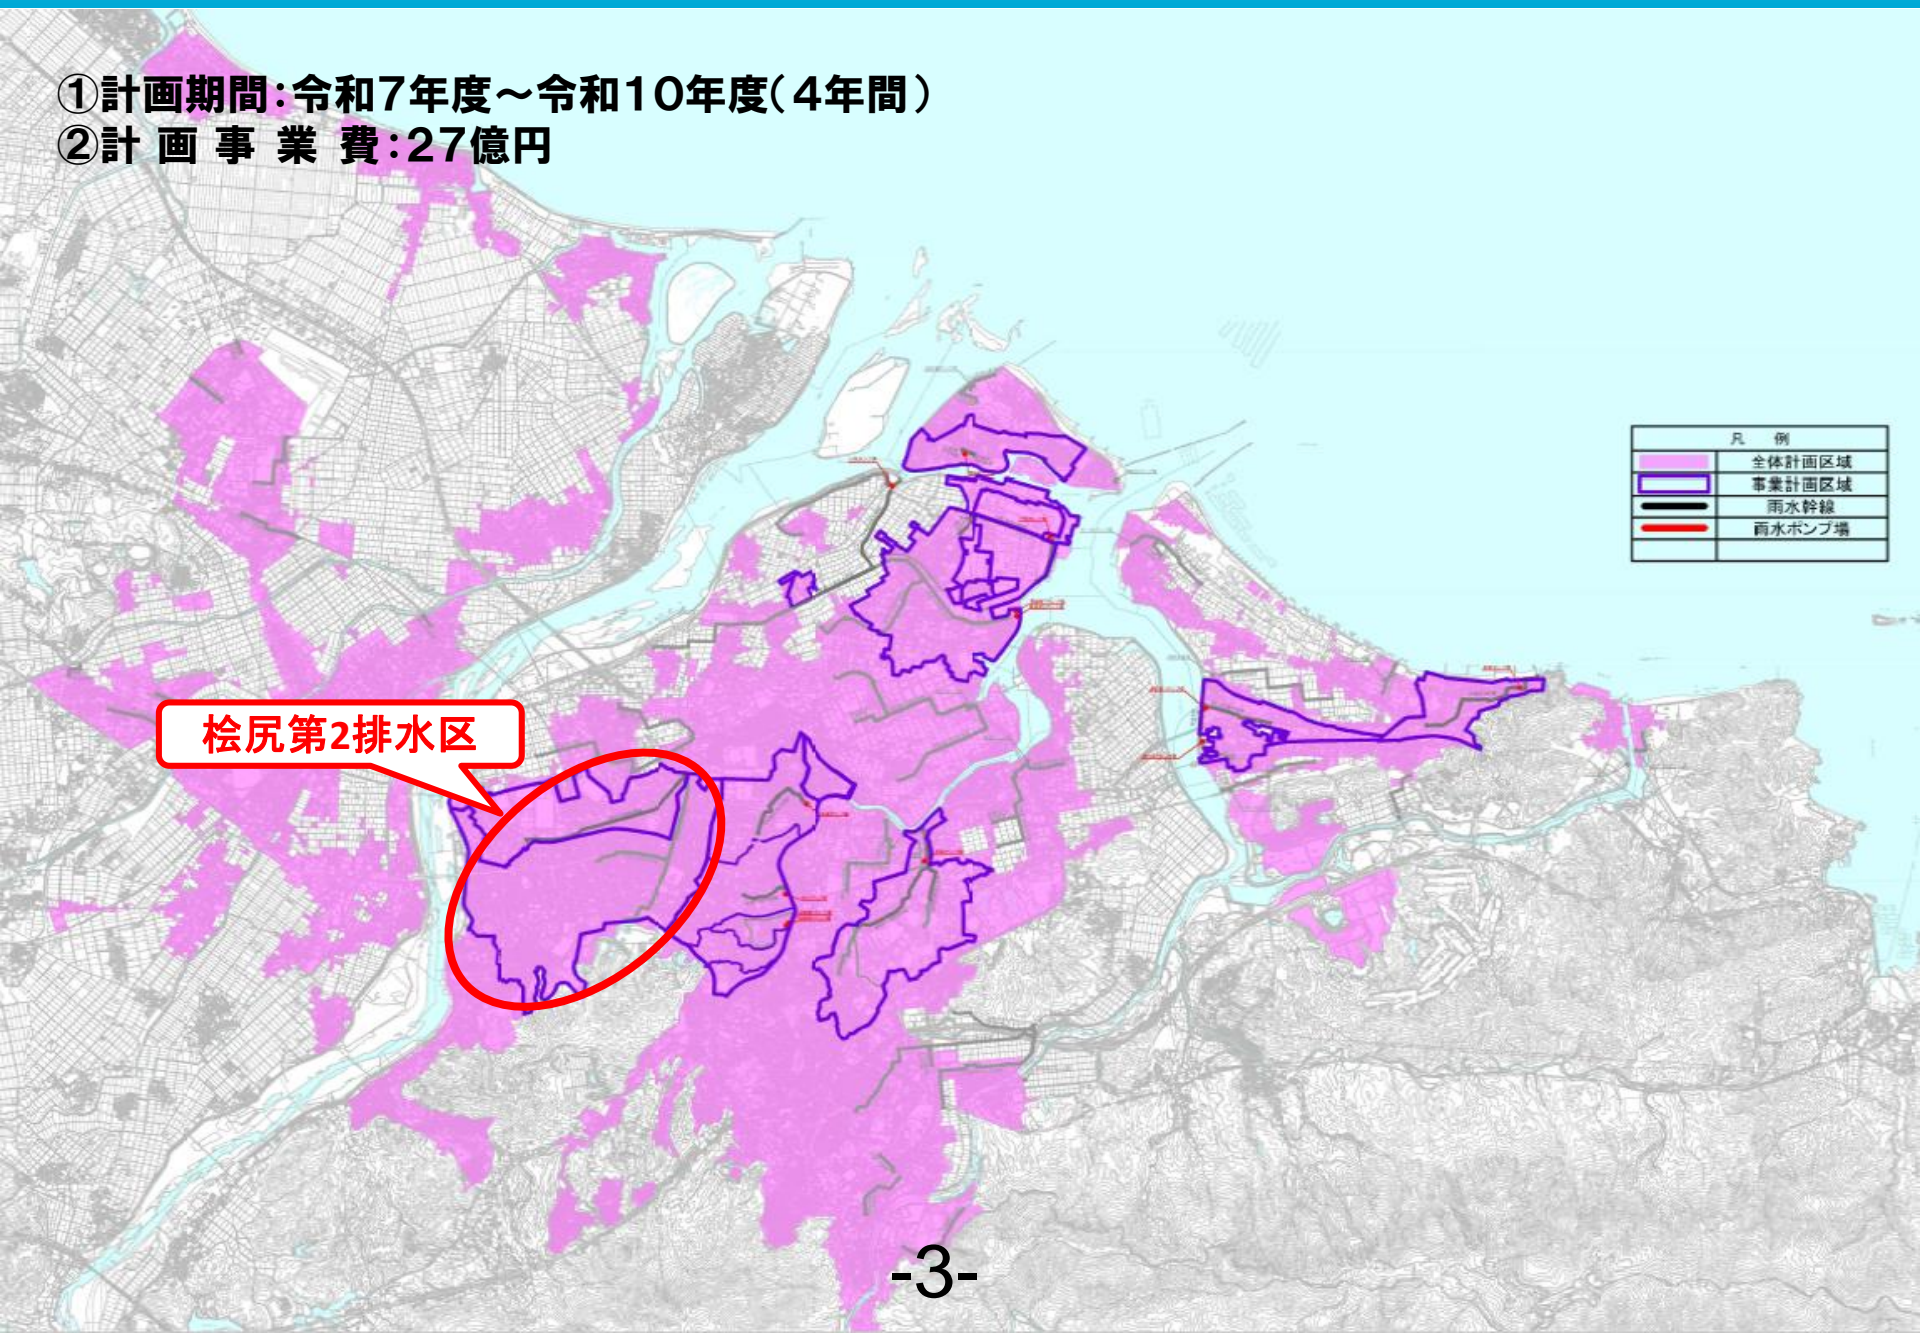 ①計画期間:令和7年度～令和10年度(4年間)
②計画事業費:27億円
凡 例
全体計画区域
事業計画区域
雨水幹線
雨水ポンプ場
桧尻第2排水区
-3-